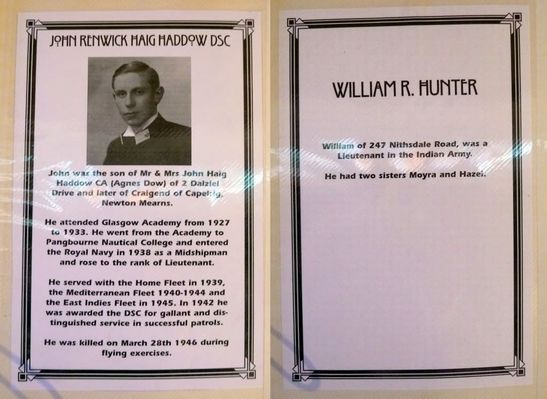 JOHN RENWICK HAIG HADDOW DSC
John was the son of Mr & Mrs John Haig
Haddow CA (Agnes Dow) of 2 Dalziel
Drive and later of Craigend of Capelrig,
Newton Mearns.
He attended Glasgow Academy from 1927
to 1933. He went from the Academy to
Pangbourne Nautical College and entered
the Royal Navy in 1938 as a Midshipman
and rose to the rank of Lieutenant.
He served with the Home Fleet in 1939,
the Mediterranean Fleet 1940-1944 and
the East Indies Fleet in 1945. In 1942 he
was awarded the DSC for gallant and dis-
tinguished service in successful patrols.
He was killed on March 28th 1946 during
flying exercises.
WILLIAM R. HUNTER
William of 247 Nithsdale Road, was a
Lieutenant in the Indian Army.
He had two sisters Moyra and Hazel.